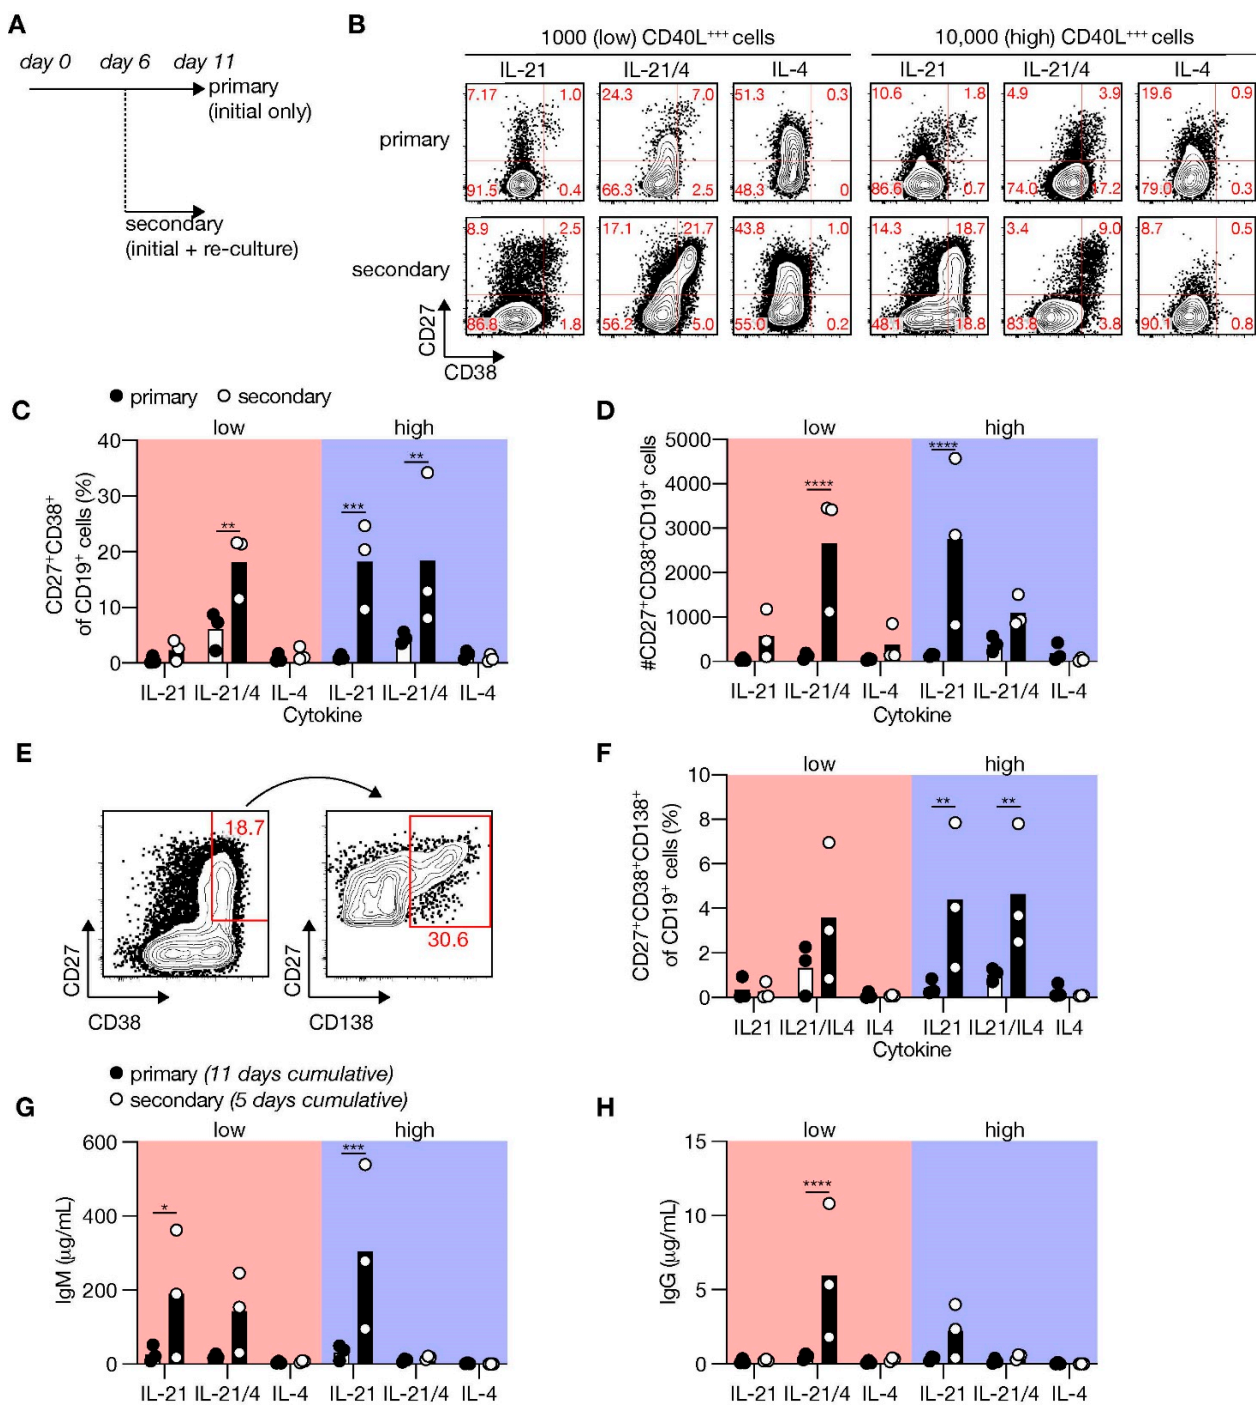 A
day 0 day 6 day 11
primary
(initial only)
secondary
(initial + re-culture)
B
1000 (low) CD40L+++ cells
10,000 (high) CD40L+++ cells
IL-21 IL-21/4 IL-4 IL-21 IL-21/4 IL-4
primary
7.17 1.0 24.3 7.0 51.3 0.3 10.6 1.8 4.9 3.9 19.6 0.9
91.5 0.4 66.3 2.5 48.3 0 86.6 0.7 74.0 17.2 79.0 0.3
secondary
8.9 2.5 17.1 21.7 43.8 1.0 14.3 18.7 3.4 9.0 8.7 0.5
86.8 1.8 56.2 5.0 55.0 0.2 48.1 18.8 83.8 3.8 90.1 0.8
CD27
CD38
primary secondary
C
low high
CD27+CD38+
of CD19+ cells (%)
40
30
20
10
0
** *** **
IL-21 IL-21/4 IL-4 IL-21 IL-21/4 IL-4
Cytokine
D
low high
#CD27+CD38+CD19+ cells
5000
4000
3000
2000
1000
0
**** ****
IL-21 IL-21/4 IL-4 IL-21 IL-21/4 IL-4
Cytokine
E
18.7
CD27
CD38
30.6
CD27
CD138
F
low high
CD27+CD38+CD138+
of CD19+ cells (%)
10
8
6
4
2
0
** **
IL21 IL21/IL4 IL4 IL21 IL21/IL4 IL4
Cytokine
primary (11 days cumulative)
secondary (5 days cumulative)
G
low high
IgM (µg/mL)
600
400
200
0
* ***
IL-21 IL-21/4 IL-4 IL-21 IL-21/4 IL-4
H
low high
IgG (µg/mL)
15
10
5
0
****
IL-21 IL-21/4 IL-4 IL-21 IL-21/4 IL-4